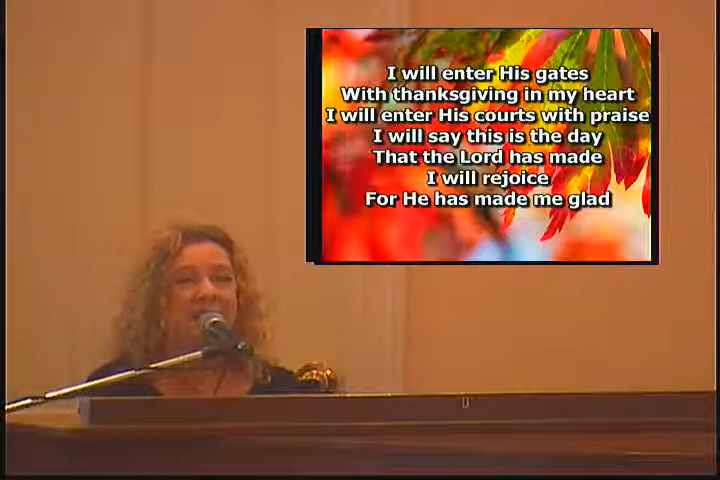 I will enter His gates
With thanksgiving in my heart
I will enter His courts with praise
I will say this is the day
That the Lord has made
I will rejoice
For He has made me glad